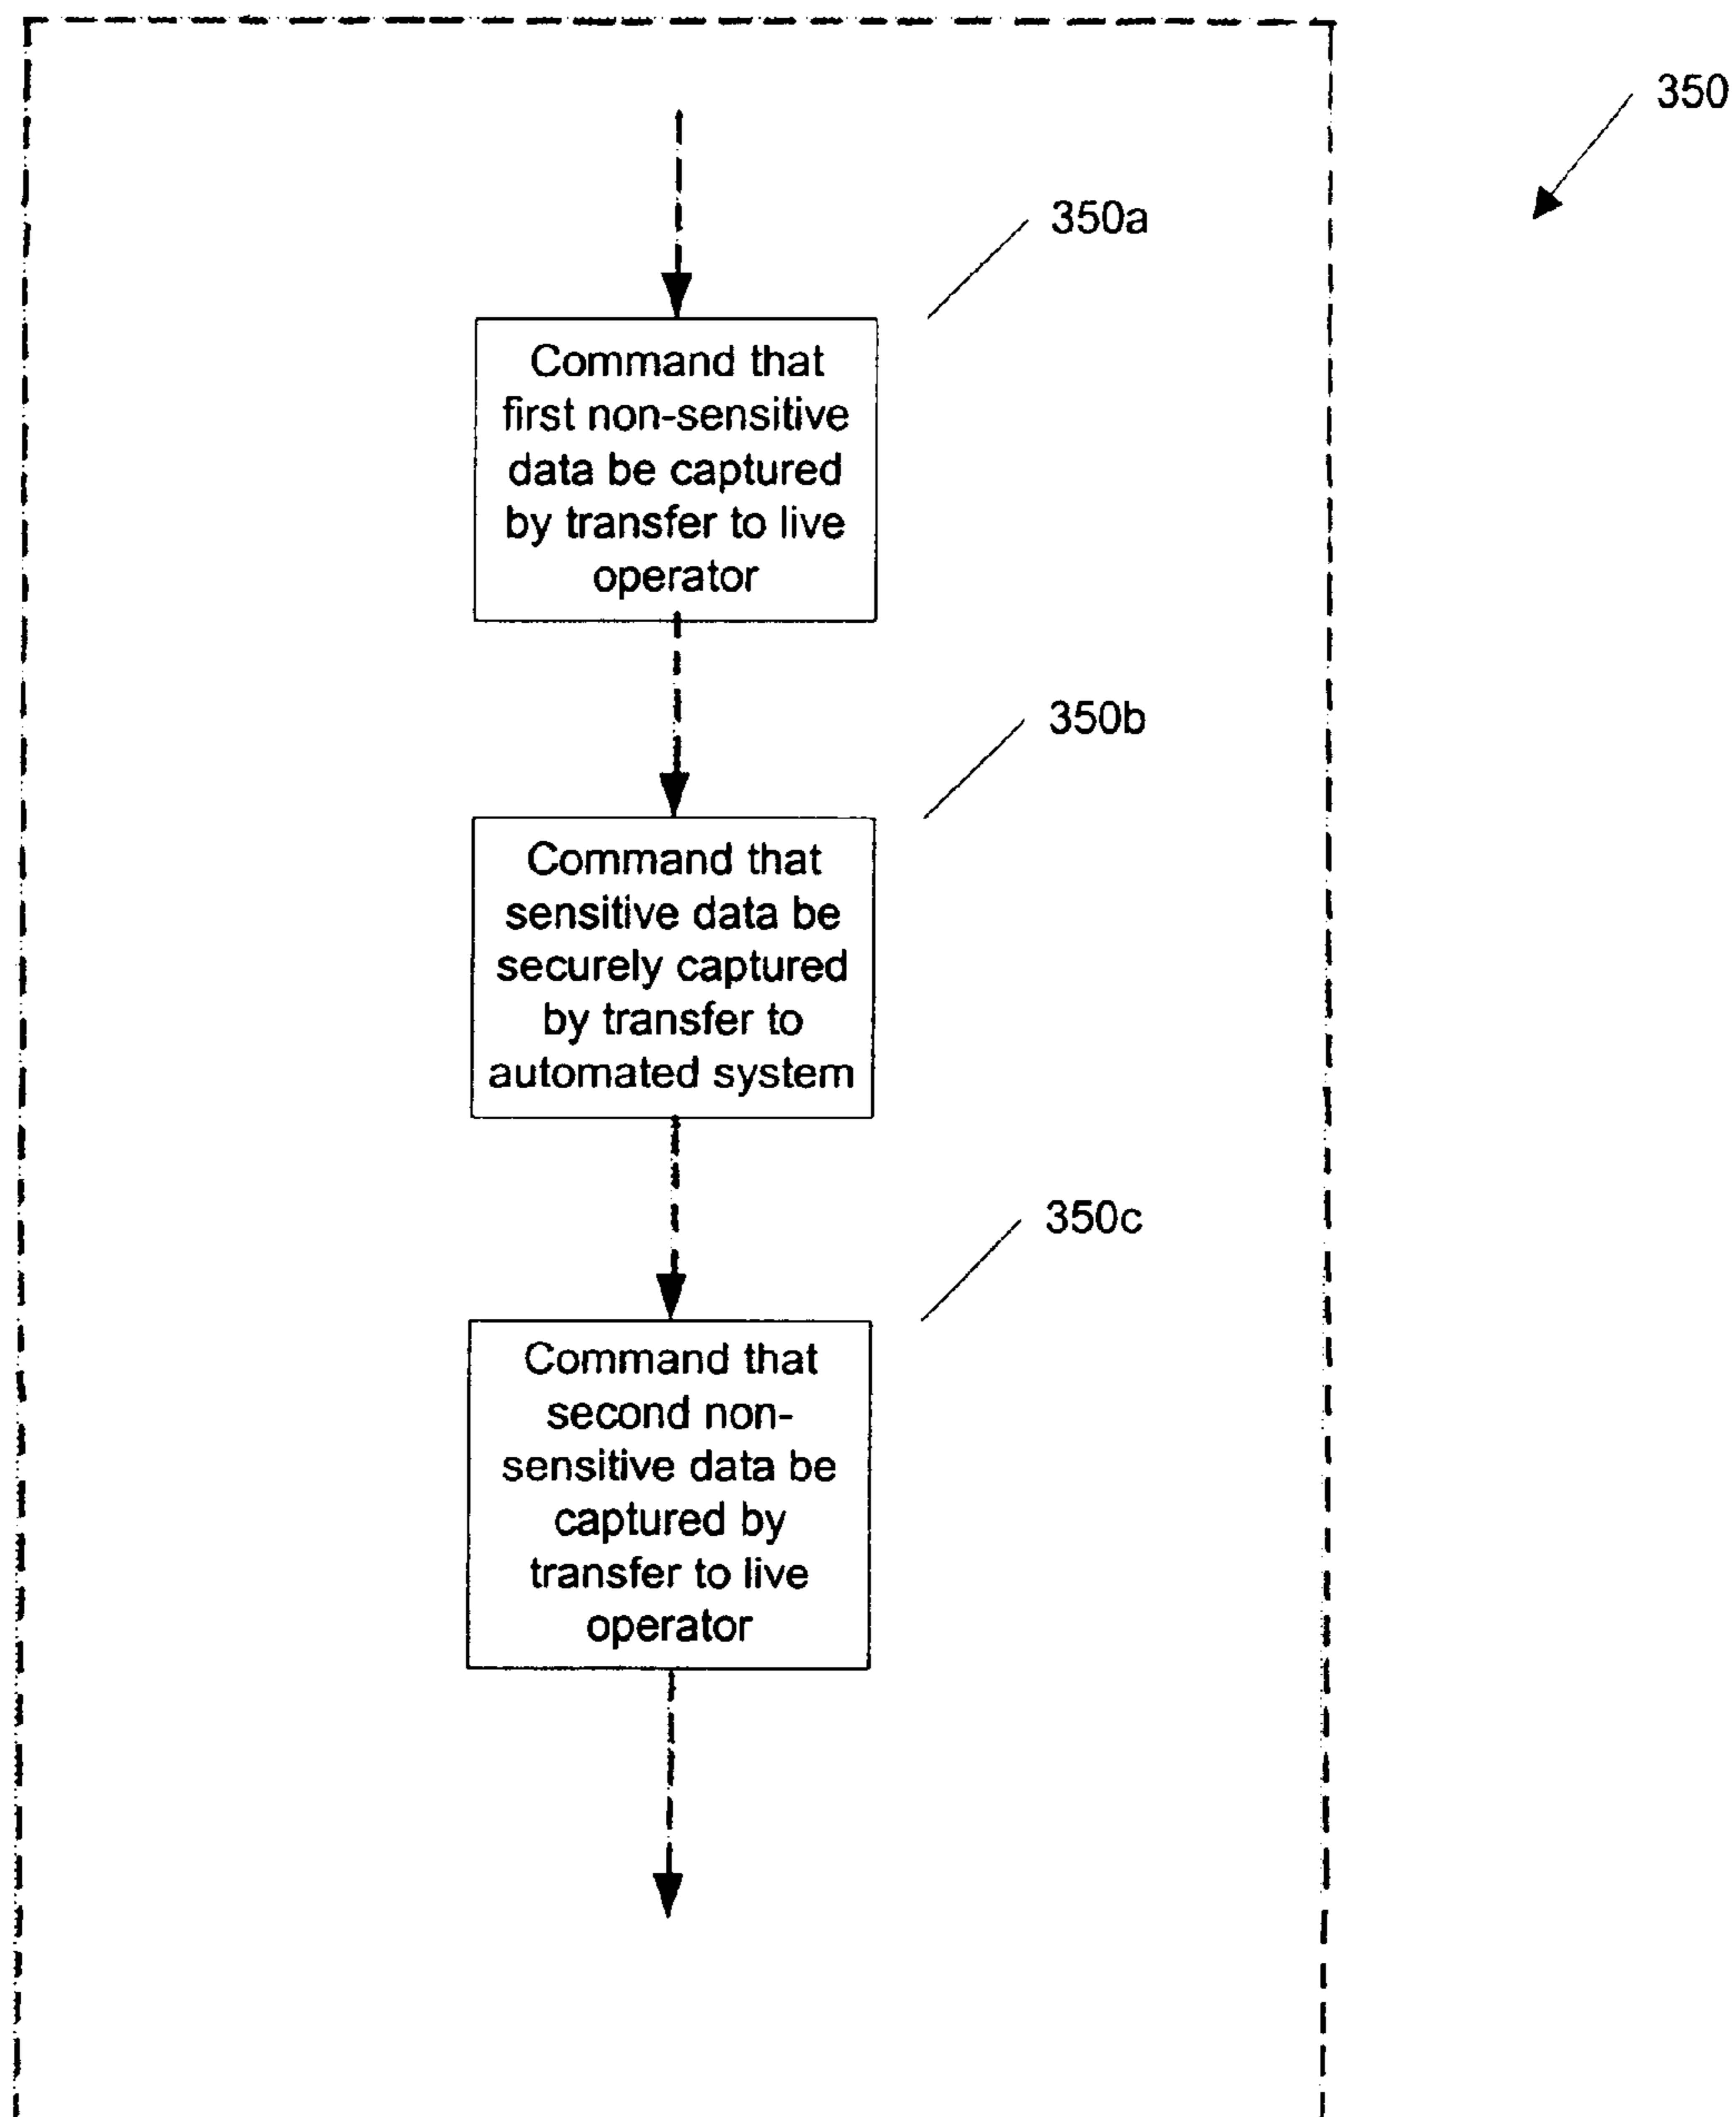 350
350a
Command that
first non-sensitive
data be captured
by transfer to live
operator
350b
Command that
sensitive data be
securely captured
by transfer to
automated system
350c
Command that
second non-
sensitive data be
captured by
transfer to live
operator